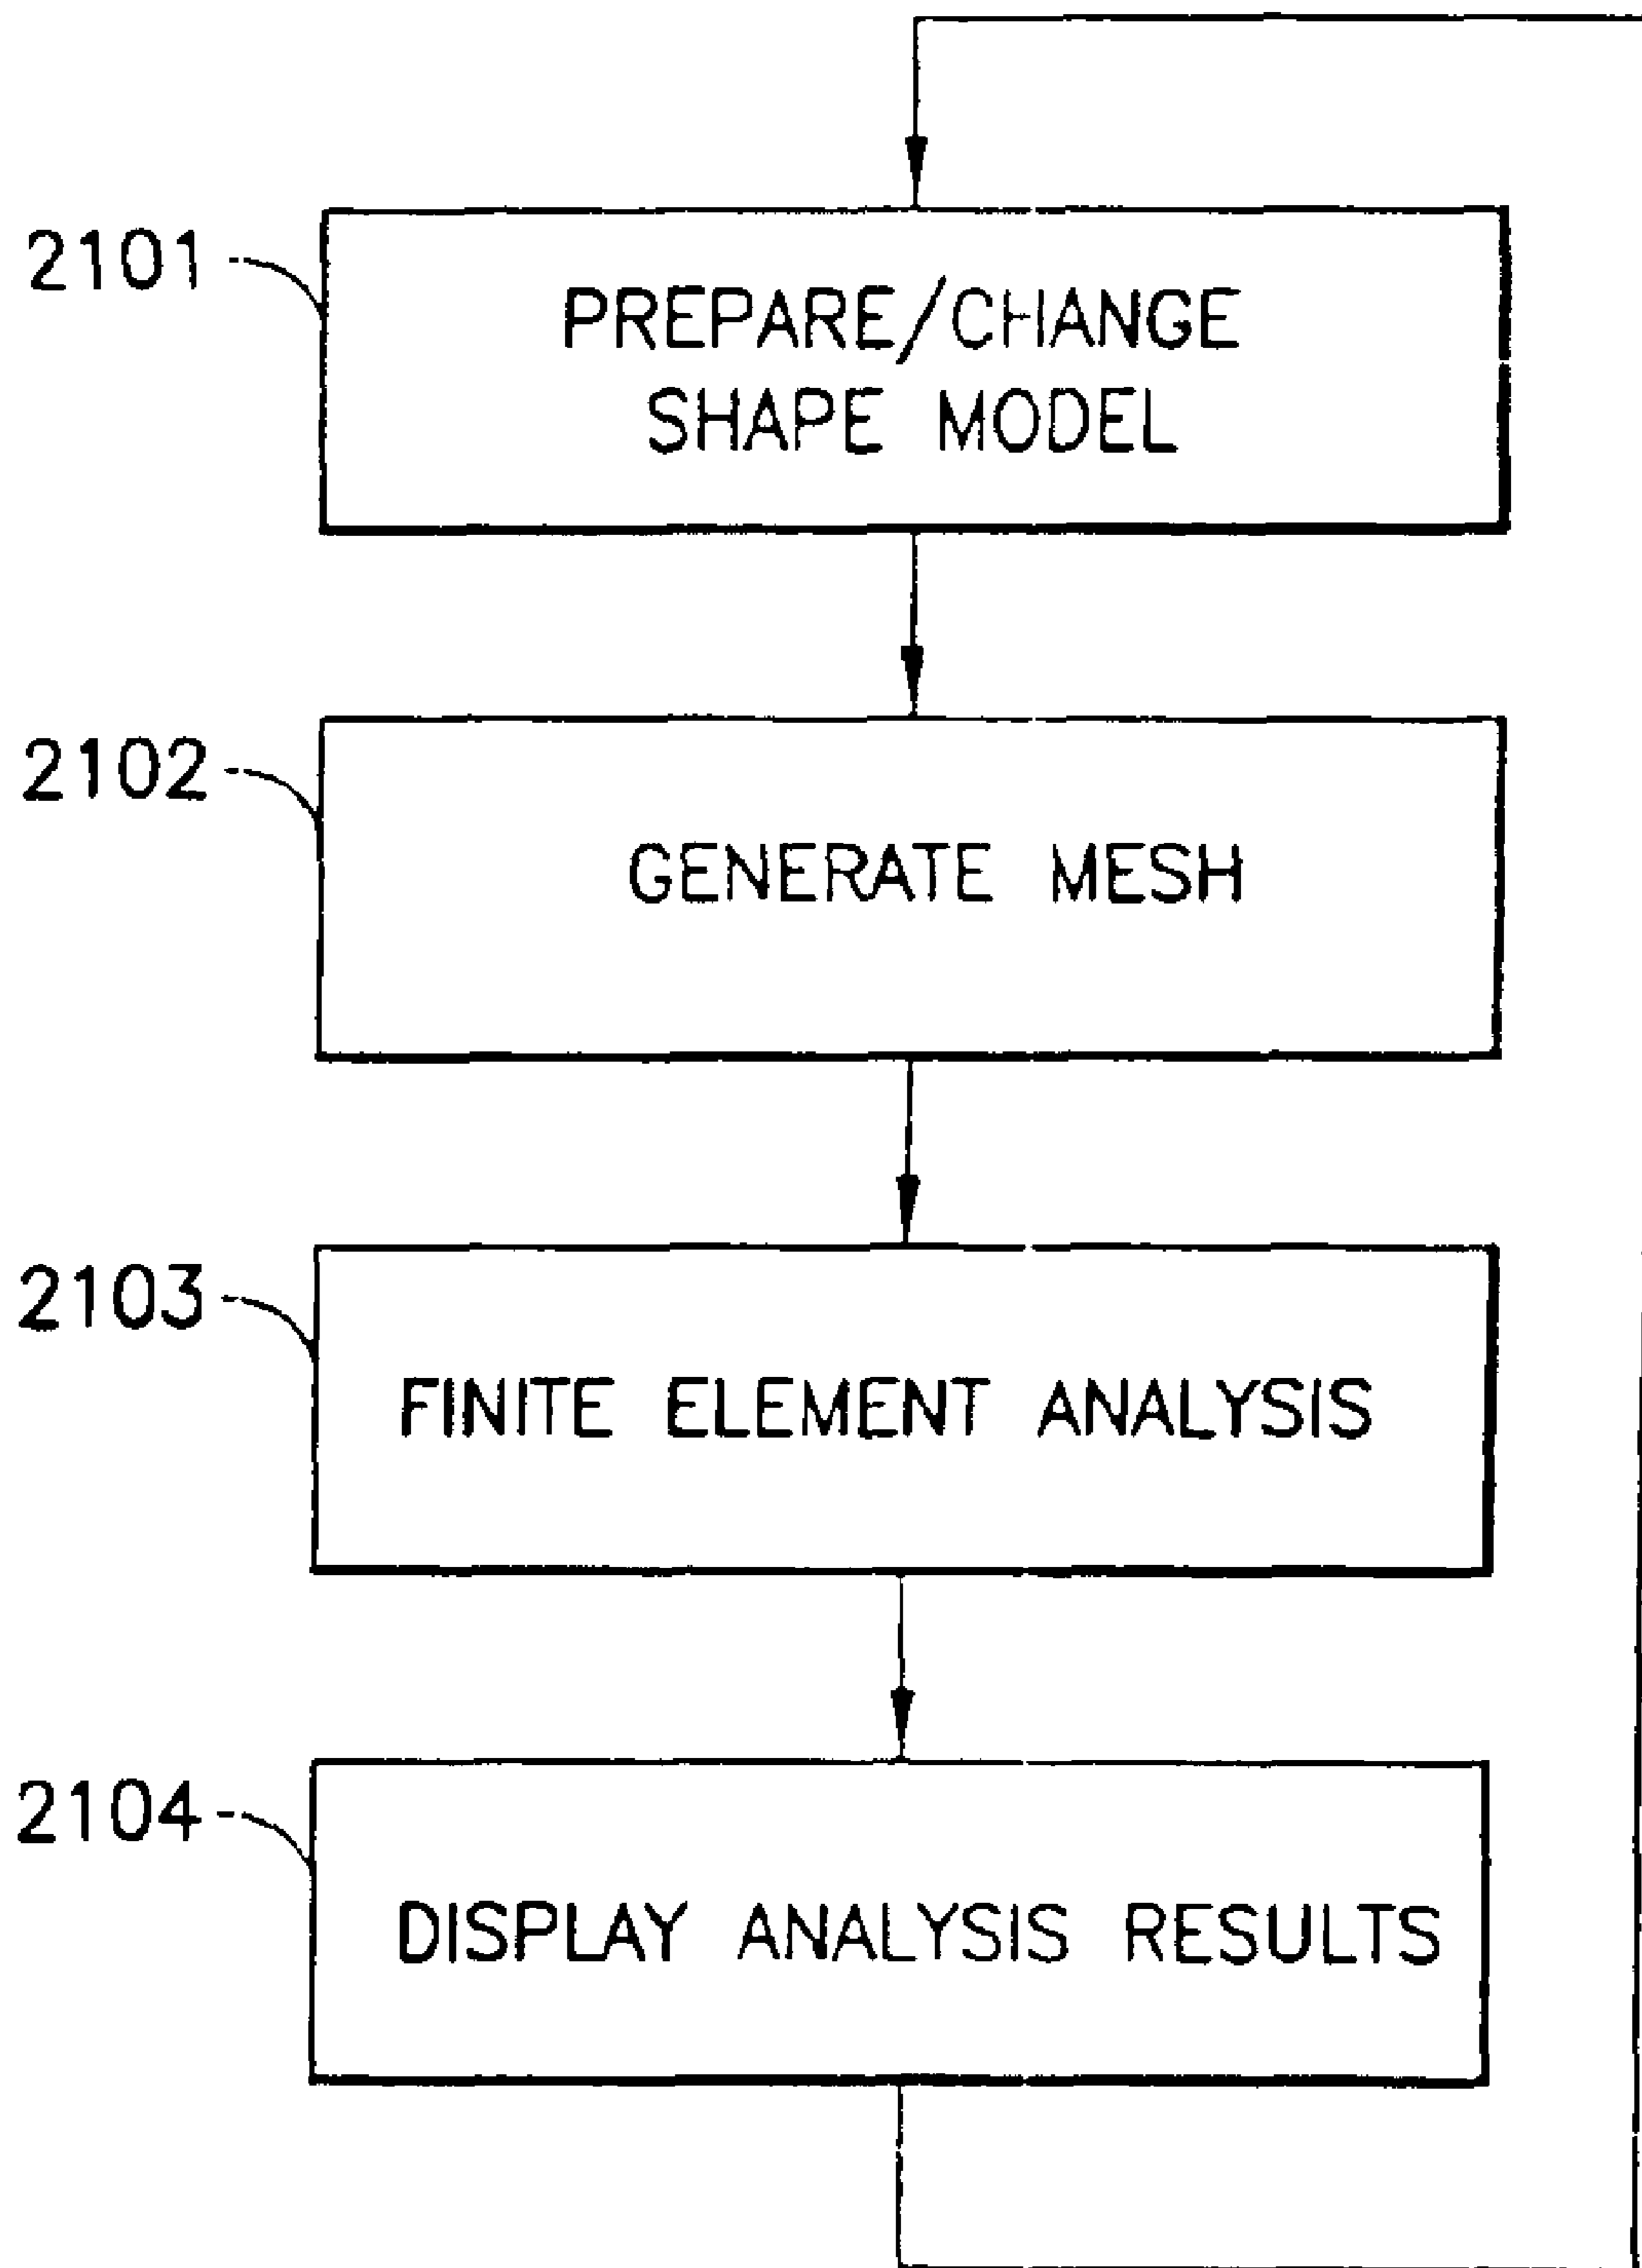 2101
PREPARE/CHANGE
SHAPE MODEL
2102
GENERATE MESH
2103
FINITE ELEMENT ANALYSIS
2104
DISPLAY ANALYSIS RESULTS